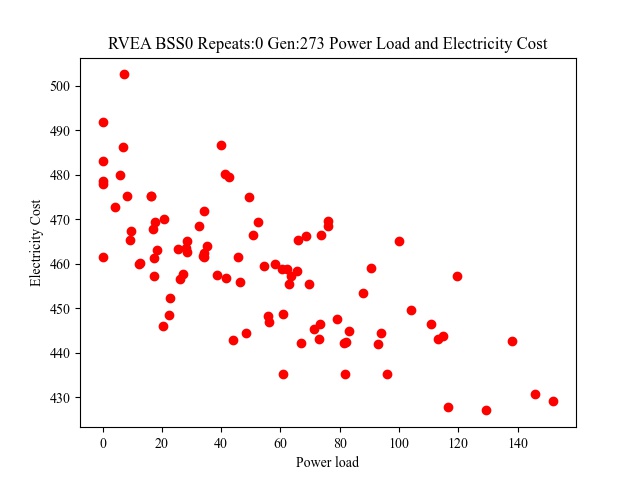 RVEA BSS0 Repeats:0 Gen:273 Power Load and Electricity Cost
500
490
480
470
460
450
440
430
Electricity Cost
0 20 40 60 80 100 120 140
Power load